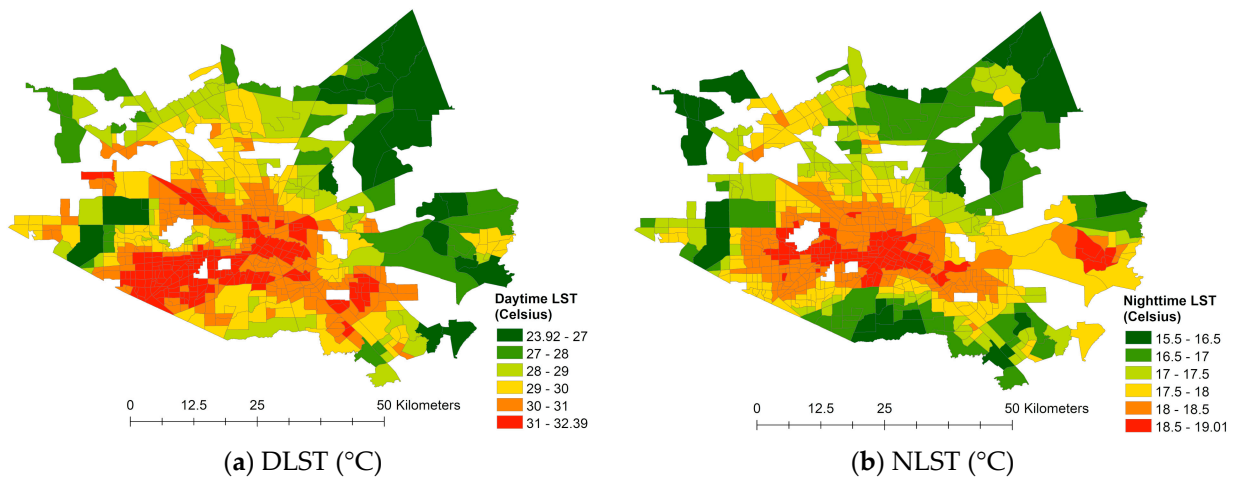 Daytime LST
(Celsius)
23.92 - 27
27 - 28
28 - 29
29 - 30
30 - 31
31 - 32.39
0 12.5 25 50 Kilometers
(a) DLST (°C)
Nighttime LST
(Celsius)
15.5 - 16.5
16.5 - 17
17 - 17.5
17.5 - 18
18 - 18.5
18.5 - 19.01
0 12.5 25 50 Kilometers
(b) NLST (°C)